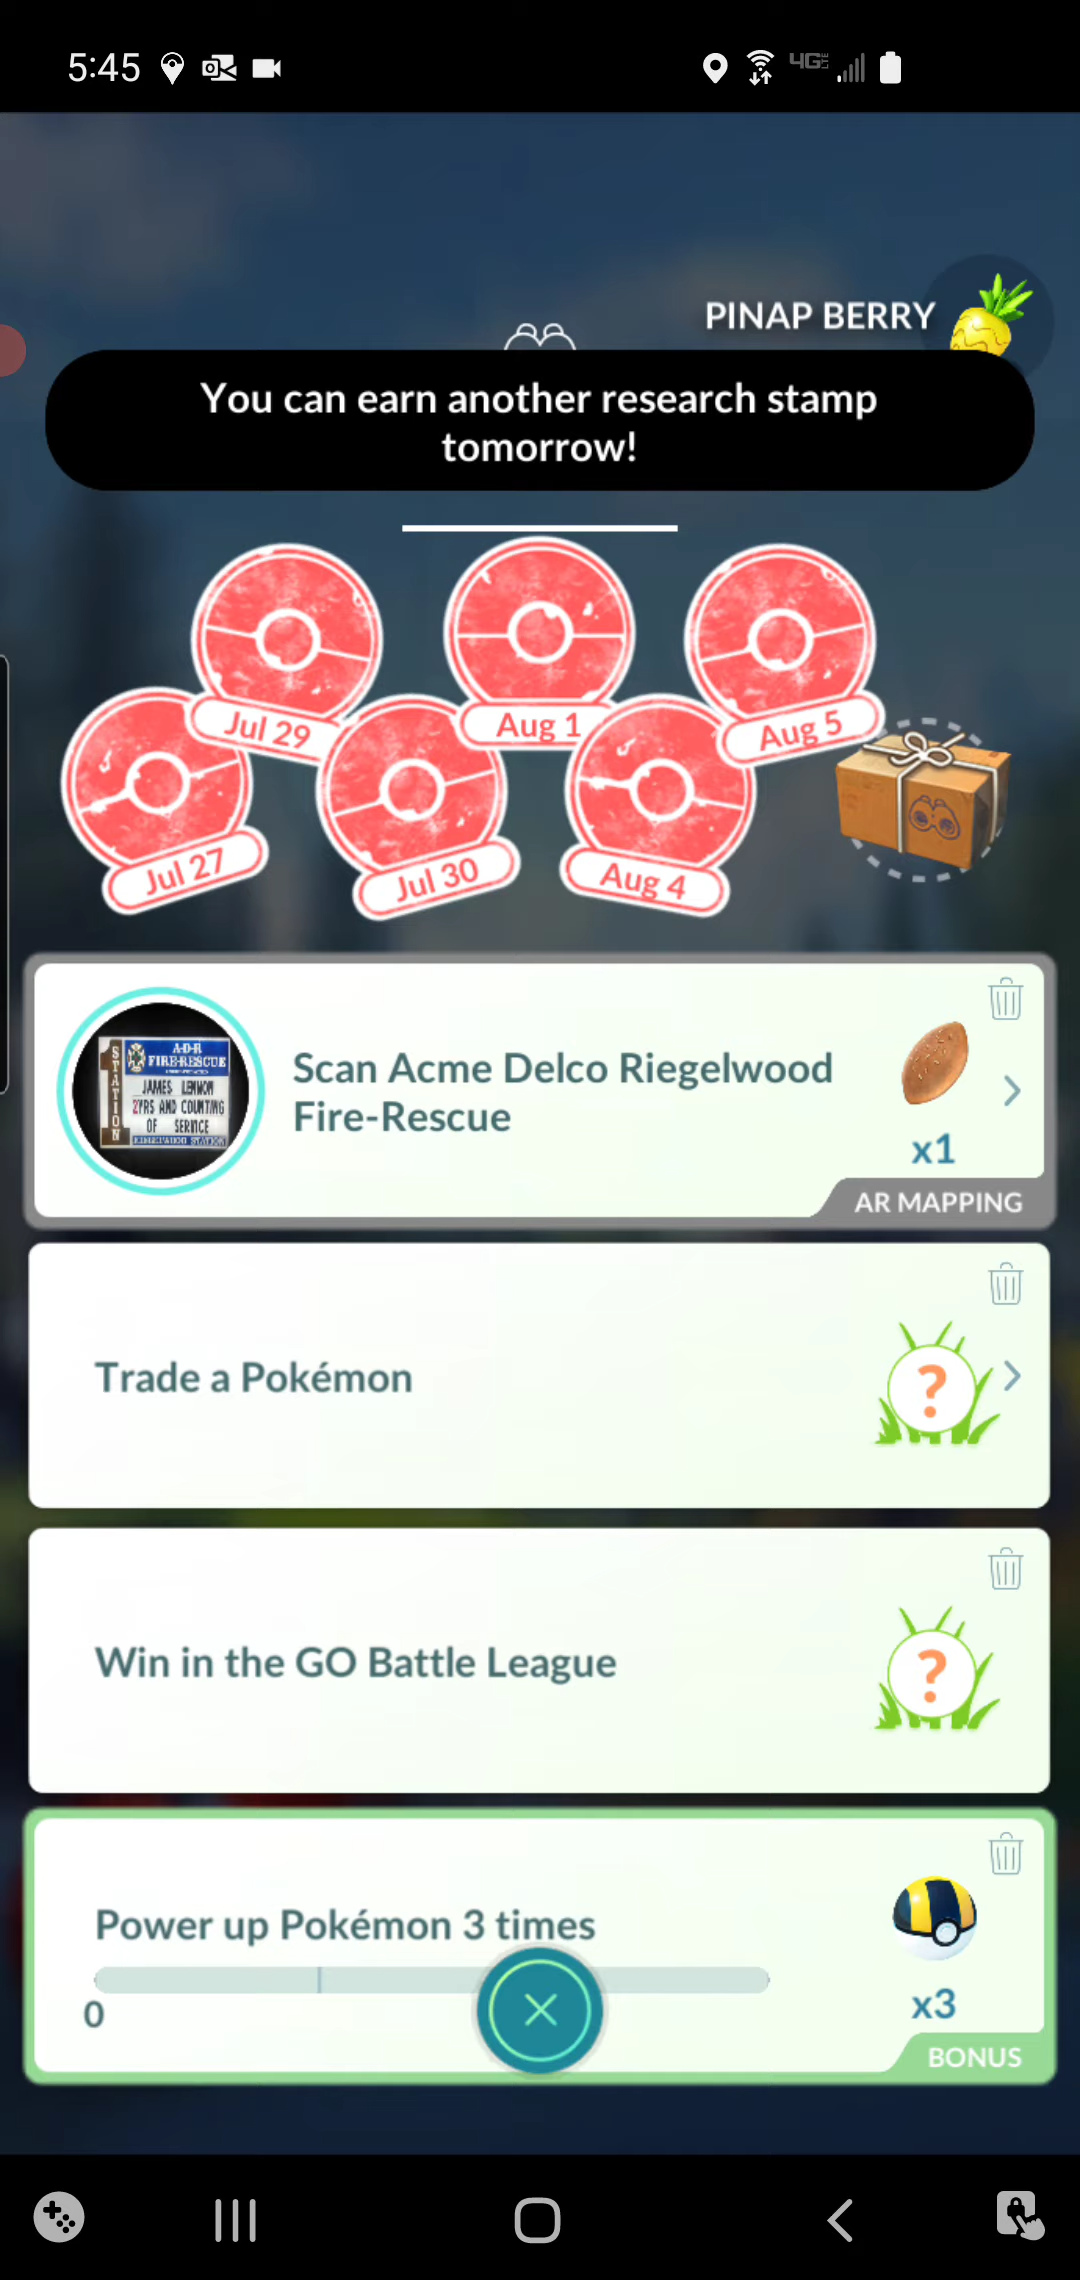 5:45
4G LTE
PINAP BERRY
You can earn another research stamp
tomorrow!
Jul 29
Aug 1
Aug 5
Jul 27
Jul 30
Aug 4
STATION
A-D-R
FIRE-RESCUE
JAMES LENNON
2YRS AND COUNTING
OF SERVICE
Scan Acme Delco Riegelwood
Fire-Rescue
x1
AR MAPPING
Trade a Pokémon
?
Win in the GO Battle League
?
Power up Pokémon 3 times
0
x3
BONUS